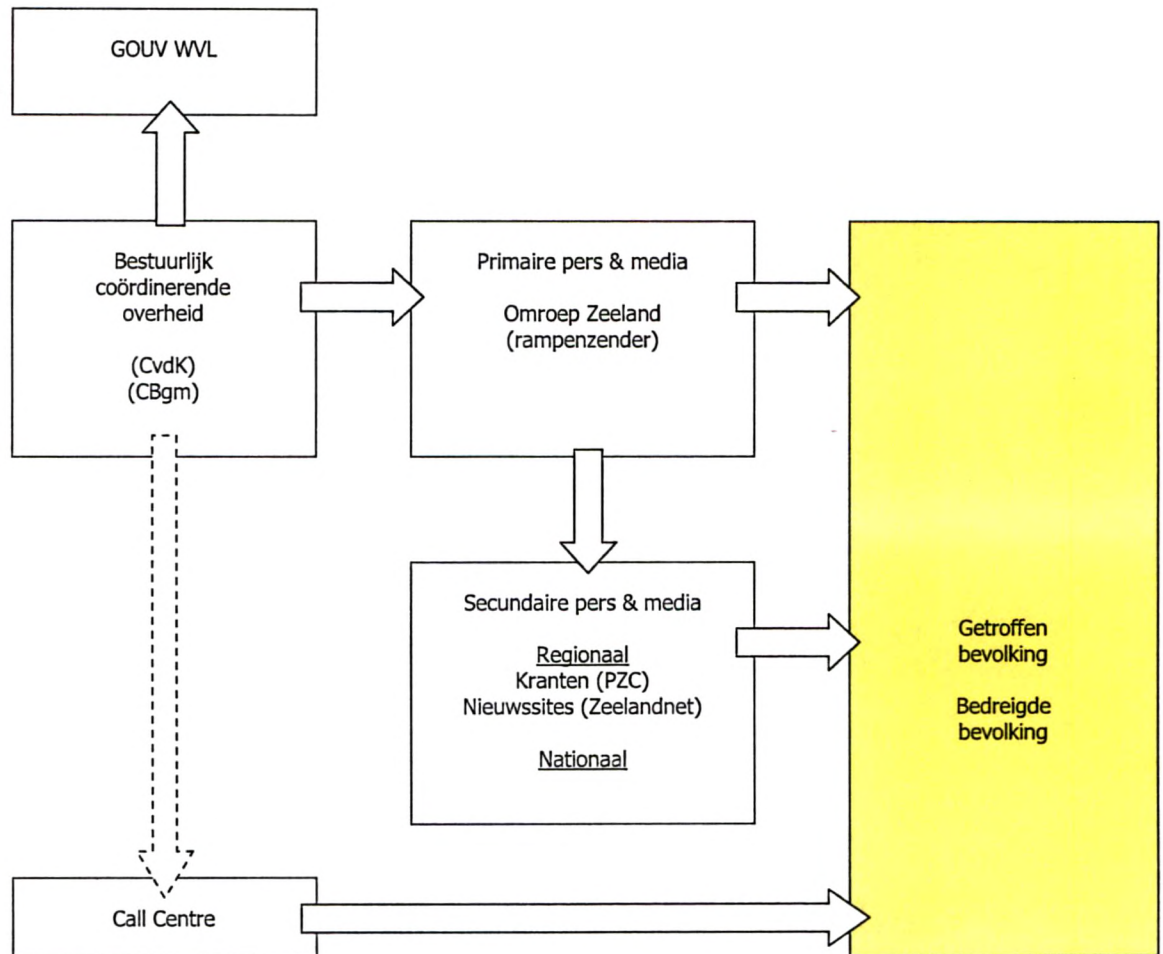 GOUV WVL
Bestuurlijk
coördinerende
overheid
(CvdK)
(CBgm)
Primaire pers & media
Omroep Zeeland
(rampenzender)
Secundaire pers & media
Regionaal
Kranten (PZC)
Nieuwssites (Zeelandnet)
Nationaal
Getroffen
bevolking
Bedreigde
bevolking
Call Centre